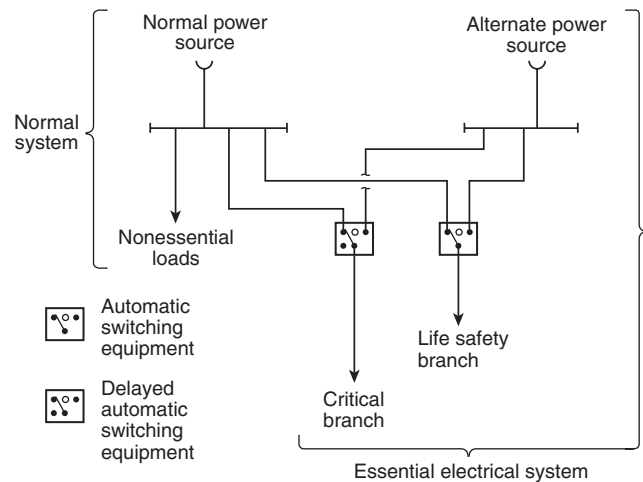 Normal power
source
Alternate power
source
Normal
system
Nonessential
loads
Automatic
switching
equipment
Delayed
automatic
switching
equipment
Life safety
branch
Critical
branch
Essential electrical system